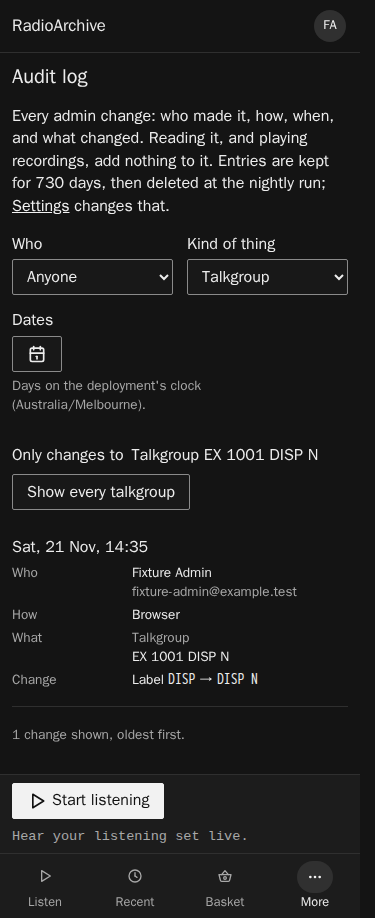 RadioArchive
FA
Audit log
Every admin change: who made it, how, when,
and what changed. Reading it, and playing
recordings, add nothing to it. Entries are kept
for 730 days, then deleted at the nightly run;
Settings changes that.
Who
Kind of thing
Anyone
Talkgroup
Dates
Days on the deployment's clock
(Australia/Melbourne).
Only changes to Talkgroup EX 1001 DISP N
Show every talkgroup
Sat, 21 Nov, 14:35
Who Fixture Admin
fixture-admin@example.test
How Browser
What Talkgroup
EX 1001 DISP N
Change Label DISP → DISP N
1 change shown, oldest first.
Start listening
Hear your listening set live.
Listen Recent Basket More